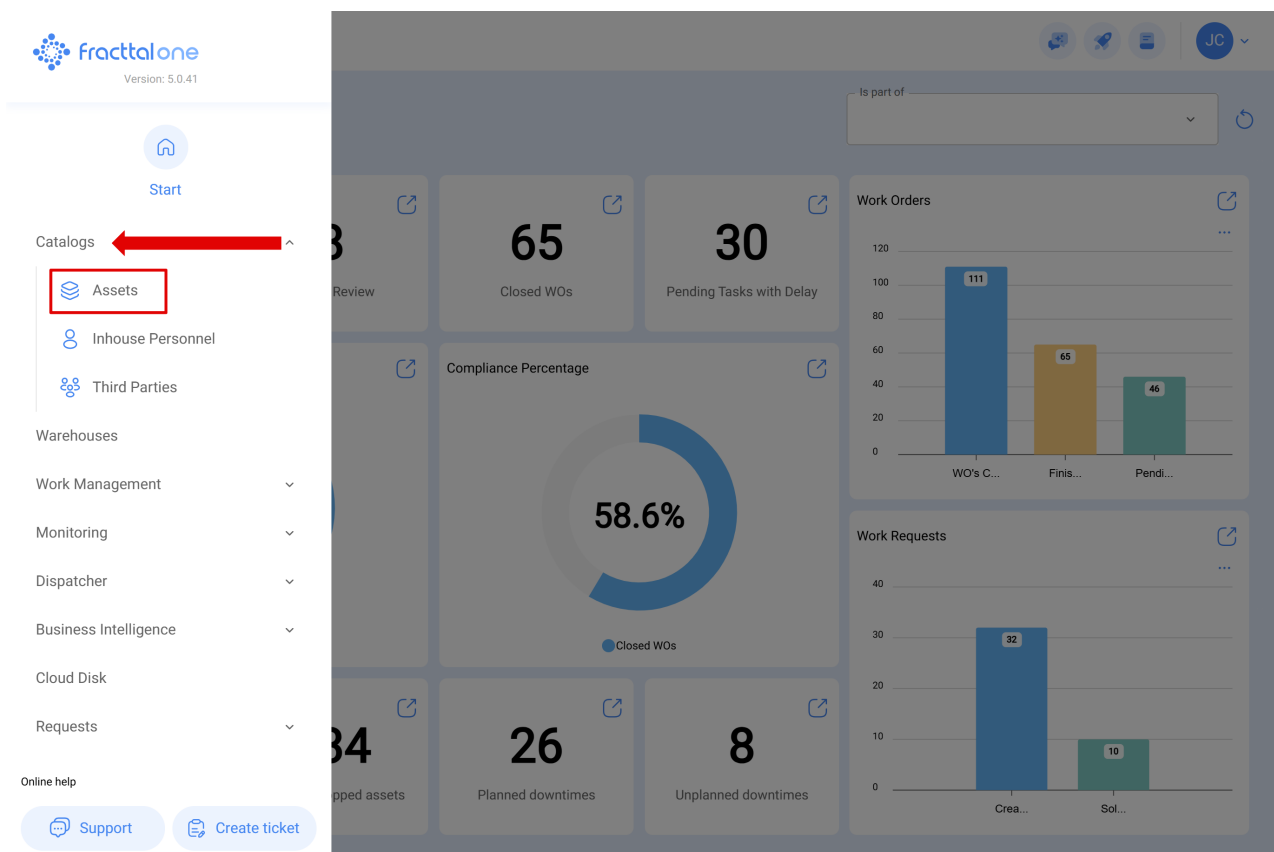 fracttal one
Version: 5.0.41
Start
Catalogs
Assets
Inhouse Personnel
Third Parties
Warehouses
Work Management
Monitoring
Dispatcher
Business Intelligence
Cloud Disk
Requests
Online help
Support
Create ticket
JC
Is part of
Review
65
Closed WOs
30
Pending Tasks with Delay
Work Orders
...
120
100
80
60
40
20
0
111
65
46
WO's C...
Finis...
Pendi...
Compliance Percentage
58.6%
Closed WOs
Work Requests
...
40
30
20
10
0
32
10
Crea...
Sol...
assets
26
Planned downtimes
8
Unplanned downtimes